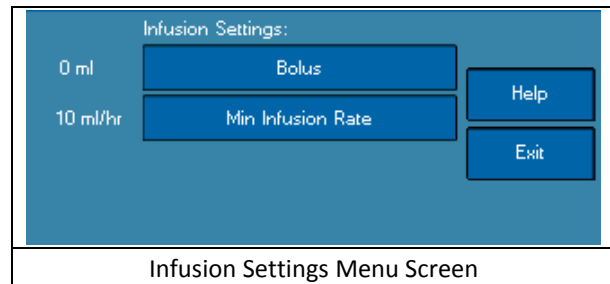 Infusion Settings:
0 ml
Bolus
Help
10 ml/hr
Min Infusion Rate
Exit
Infusion Settings Menu Screen